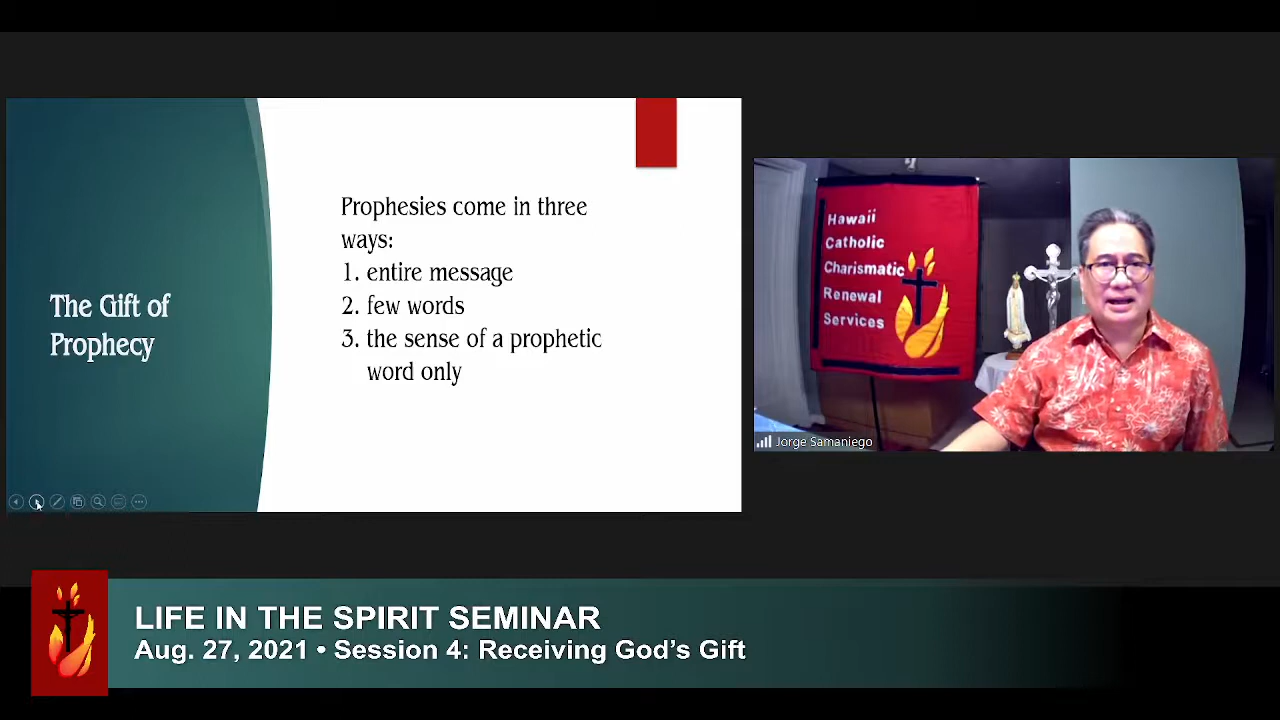 The Gift of
Prophecy
Prophesies come in three
ways:
1. entire message
2. few words
3. the sense of a prophetic
word only
Hawaii
Catholic
Charismatic
Renewal
Services
Jorge Samaniego
LIFE IN THE SPIRIT SEMINAR
Aug. 27, 2021 • Session 4: Receiving God’s Gift